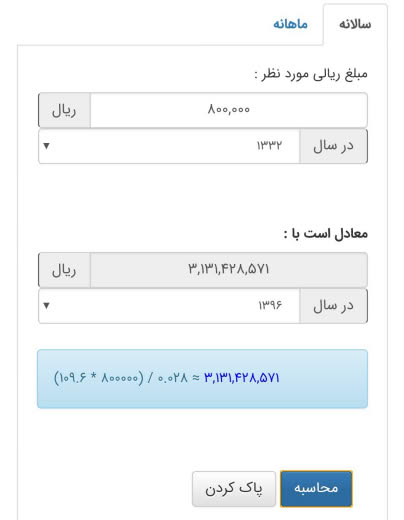 سالانه ماهانه
مبلغ ریالی مورد نظر :
۸۰۰,۰۰۰ ریال
در سال ۱۳۳۲
معادل است با :
۳,۱۳۱,۴۲۸,۵۷۱ ریال
در سال ۱۳۹۶
(۱۰۹.۶ * ۸۰۰۰۰۰) / ۰.۰۲۸ ≈ ۳,۱۳۱,۴۲۸,۵۷۱
محاسبه پاک کردن